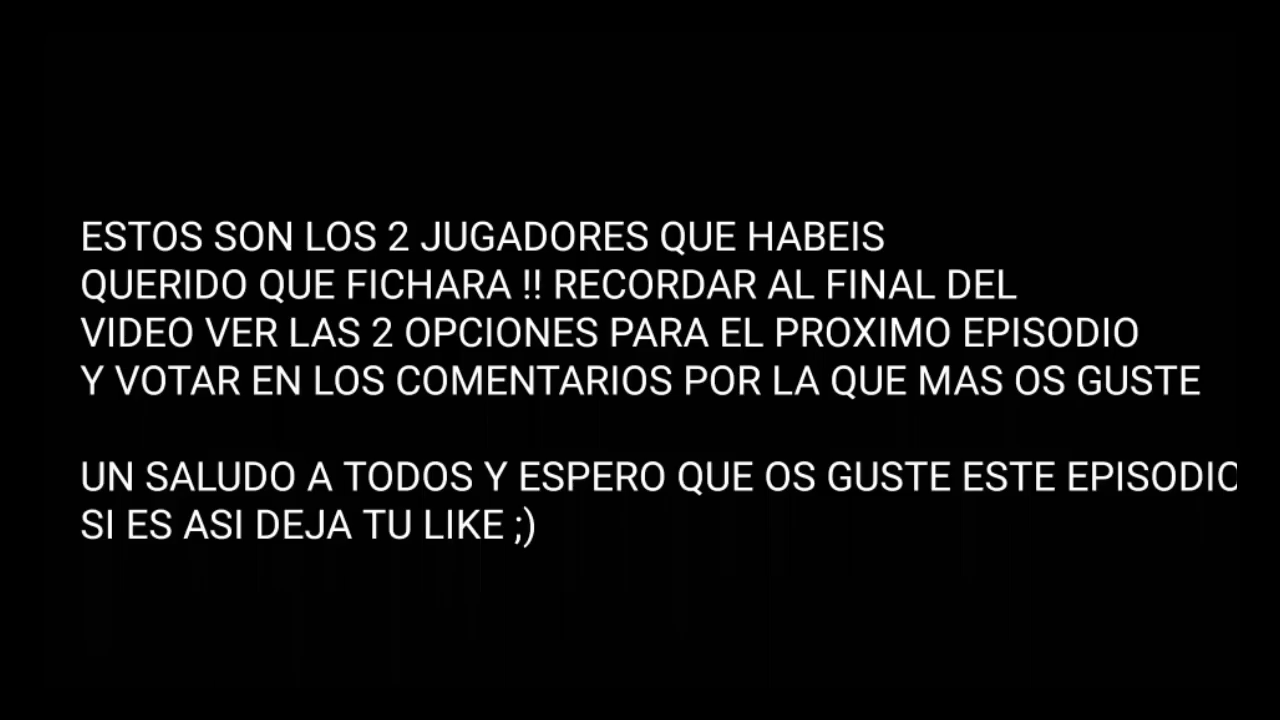 ESTOS SON LOS 2 JUGADORES QUE HABEIS
QUERIDO QUE FICHARA !! RECORDAR AL FINAL DEL
VIDEO VER LAS 2 OPCIONES PARA EL PROXIMO EPISODIO
Y VOTAR EN LOS COMENTARIOS POR LA QUE MAS OS GUSTE
UN SALUDO A TODOS Y ESPERO QUE OS GUSTE ESTE EPISODIO
SI ES ASI DEJA TU LIKE ;)